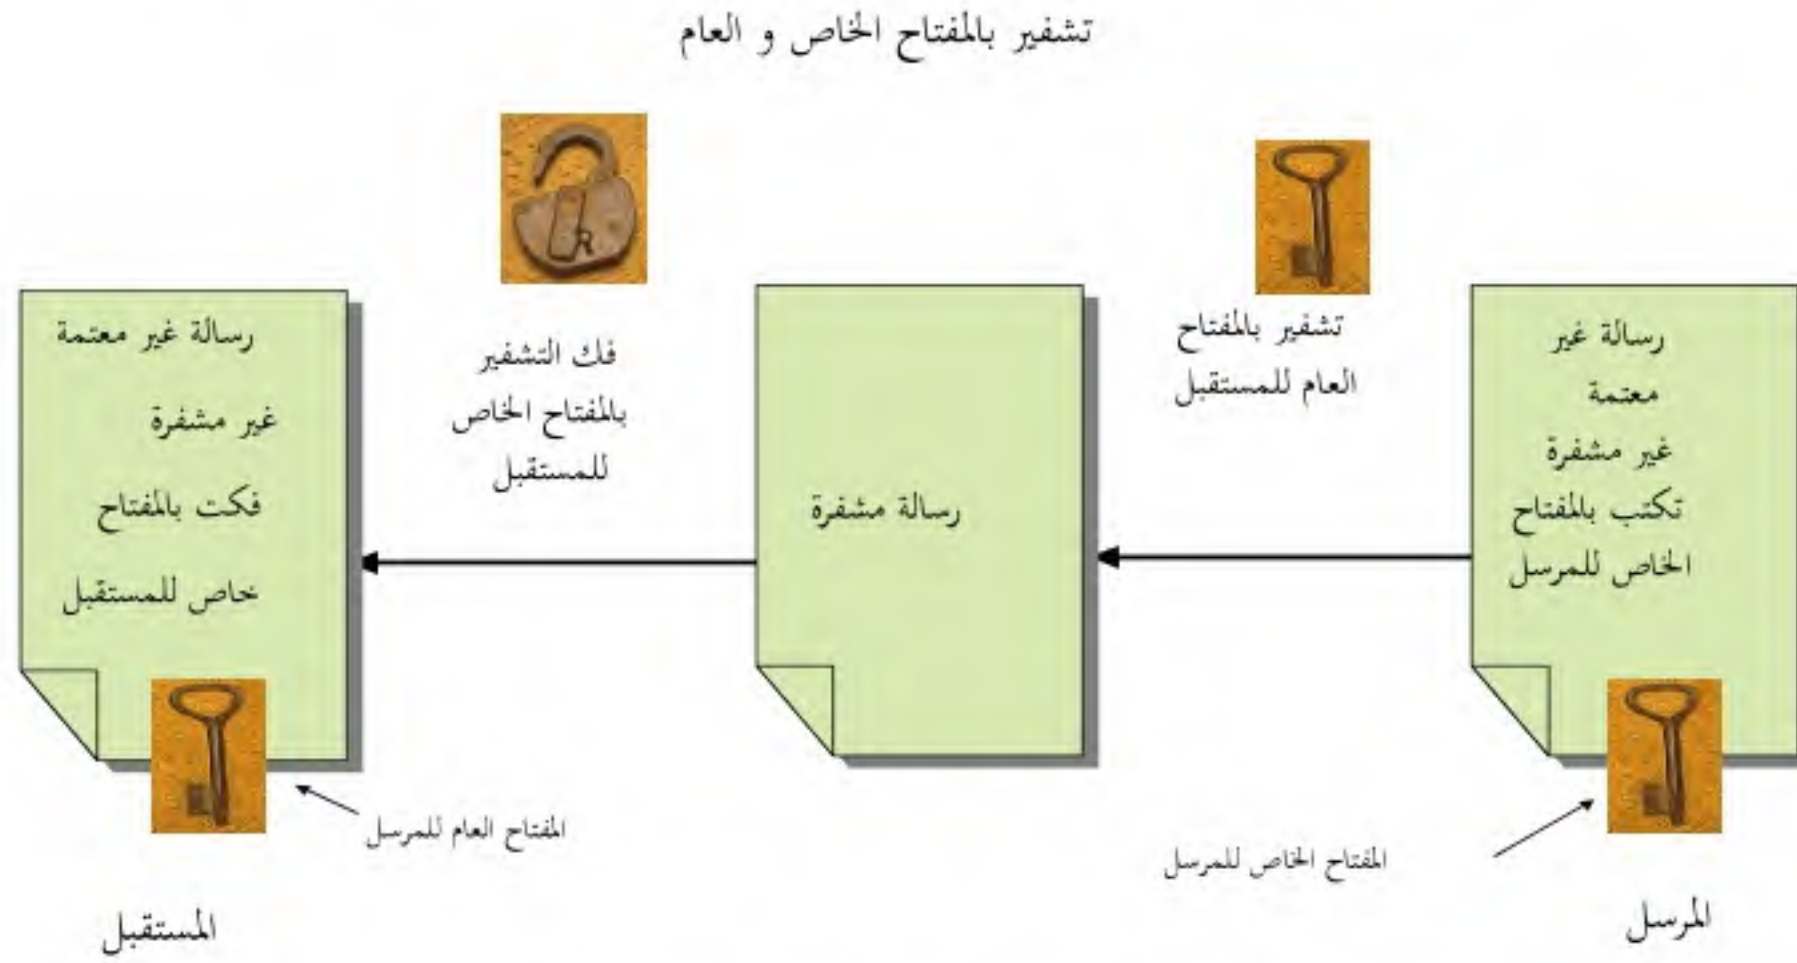 تشفير بالمفتاح الخاص و العام
رسالة غير
معتمة
غير مشفرة
تكتب بالمفتاح
الخاص للمرسل
تشفير بالمفتاح
العام للمستقبل
رسالة مشفرة
فك التشفير
بالمفتاح الخاص
للمستقبل
رسالة غير معتمة
غير مشفرة
فكت بالمفتاح
خاص للمستقبل
المفتاح الخاص للمرسل
المفتاح العام للمرسل
المرسل
المستقبل